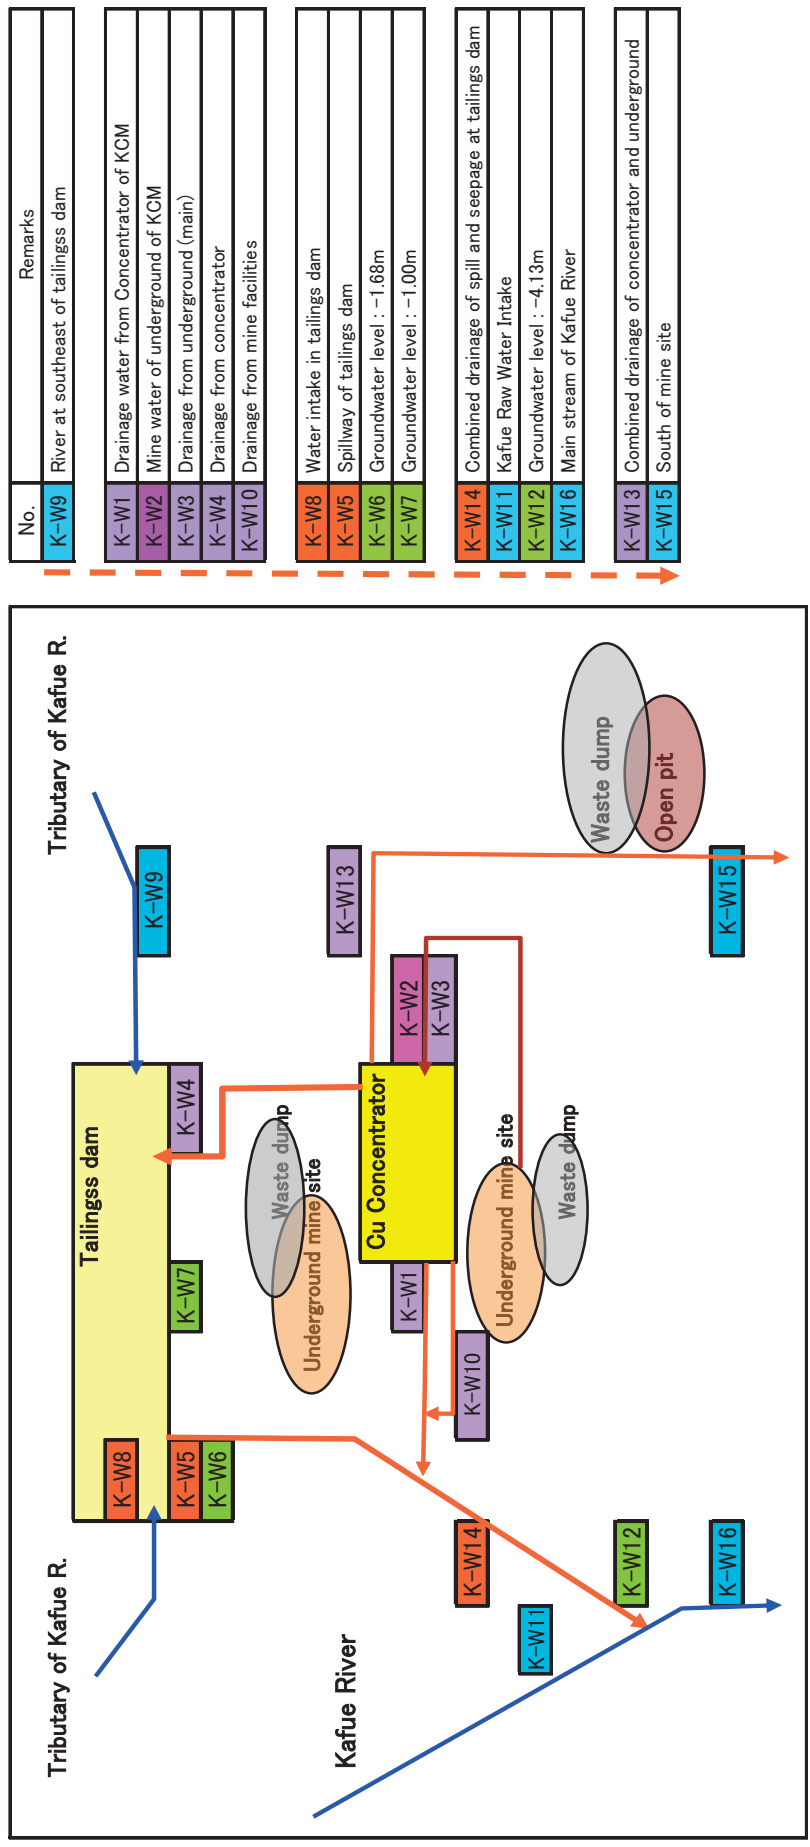 Tributary of Kafue R.
Tributary of Kafue R.
Tailingss dam
K-W9
K-W8
K-W5
K-W6
K-W7
K-W4
Waste dump
Underground mine site
K-W13
Kafue River
K-W1
Cu Concentrator
K-W2
K-W3
K-W14
K-W10
Underground mine site
Waste dump
K-W11
Waste dump
Open pit
K-W12
K-W16
K-W15
No. Remarks
K-W9 River at southeast of tailingss dam
K-W1 Drainage water from Concentrator of KCM
K-W2 Mine water of underground of KCM
K-W3 Drainage from underground (main)
K-W4 Drainage from concentrator
K-W10 Drainage from mine facilities
K-W8 Water intake in tailings dam
K-W5 Spillway of tailings dam
K-W6 Groundwater level : -1.68m
K-W7 Groundwater level : -1.00m
K-W14 Combined drainage of spill and seepage at tailings dam
K-W11 Kafue Raw Water Intake
K-W12 Groundwater level : -4.13m
K-W16 Main stream of Kafue River
K-W13 Combined drainage of concentrator and underground
K-W15 South of mine site